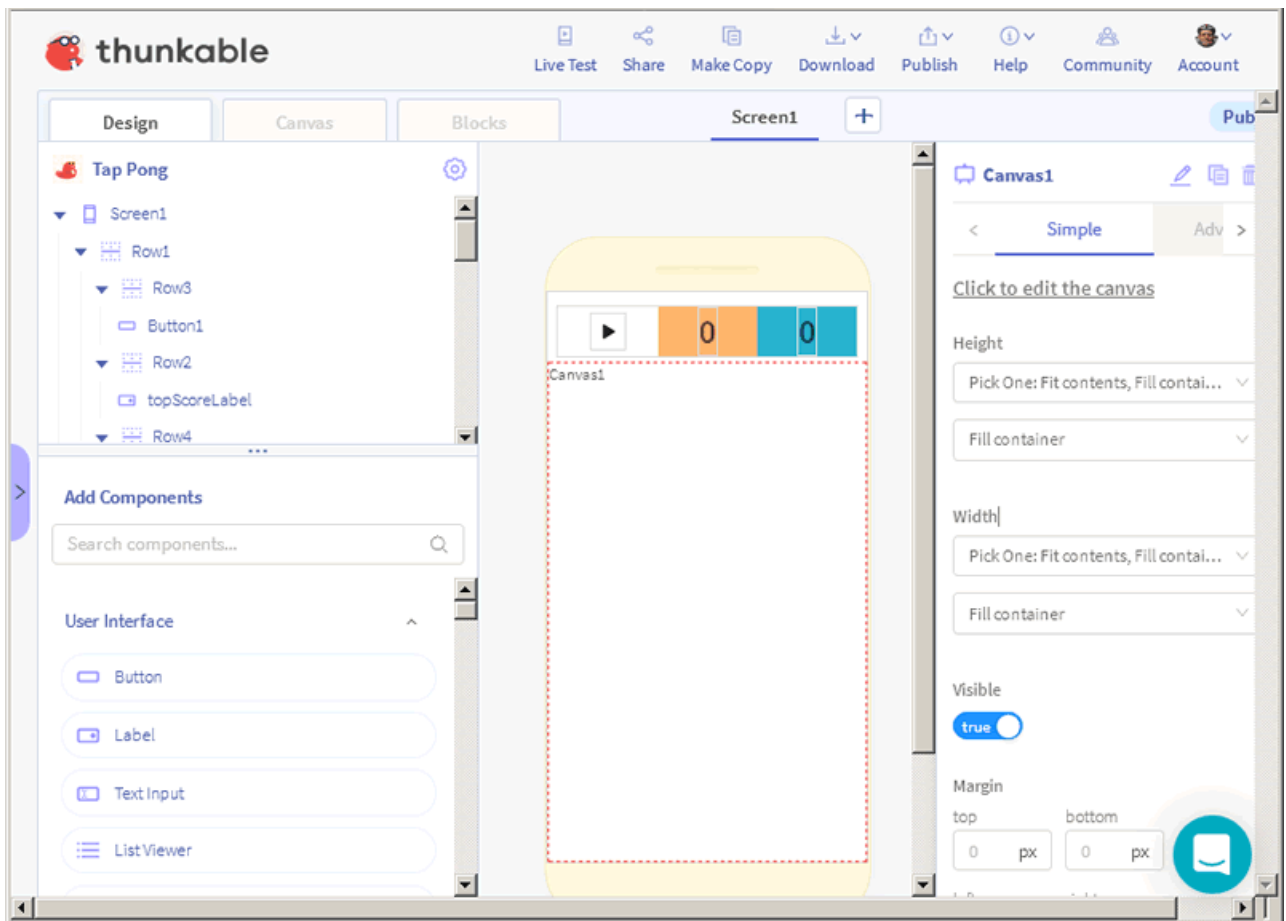 thunkable
Live Test Share Make Copy Download Publish Help Community Account
Design Canvas Blocks Screen1 Pub
Tap Pong
Screen1
Row1
Row3
Button1
Row2
topScoreLabel
Row4
Add Components
Search components...
User Interface
Button
Label
Text Input
List Viewer
0 0
Canvas1
Canvas1
Simple Adv
Click to edit the canvas
Height
Pick One: Fit contents, Fill contai...
Fill container
Width
Pick One: Fit contents, Fill contai...
Fill container
Visible
true
Margin
top bottom
0 px 0 px